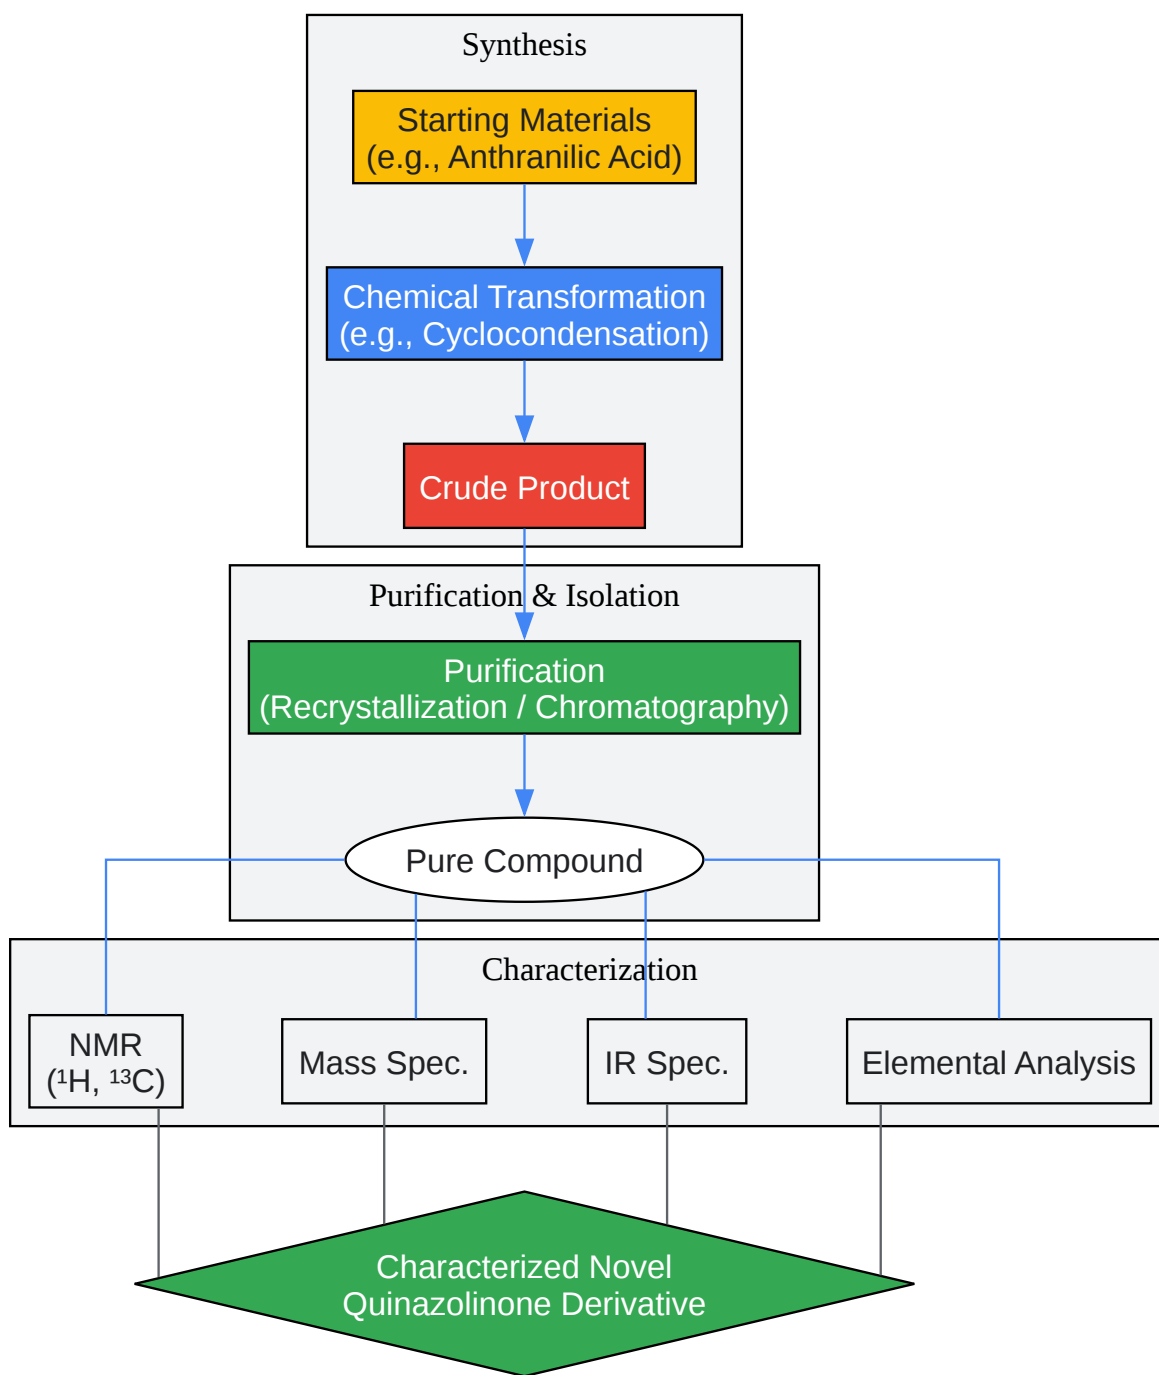 Synthesis
Starting Materials
(e.g., Anthranilic Acid)
Chemical Transformation
(e.g., Cyclocondensation)
Crude Product
Purification & Isolation
Purification
(Recrystallization / Chromatography)
Pure Compound
Characterization
NMR
(¹H, ¹³C)
Mass Spec.
IR Spec.
Elemental Analysis
Characterized Novel
Quinazolinone Derivative